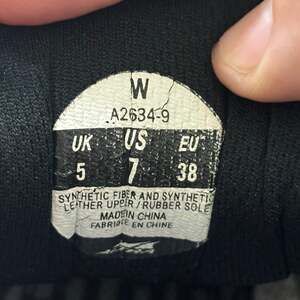 W
A2634-9
UK US EU
5 7 38
SYNTHETIC FIBER AND SYNTHETIC
LEATHER UPPER / RUBBER SOLE
MADE IN CHINA
FABRIQUÉ EN CHINE